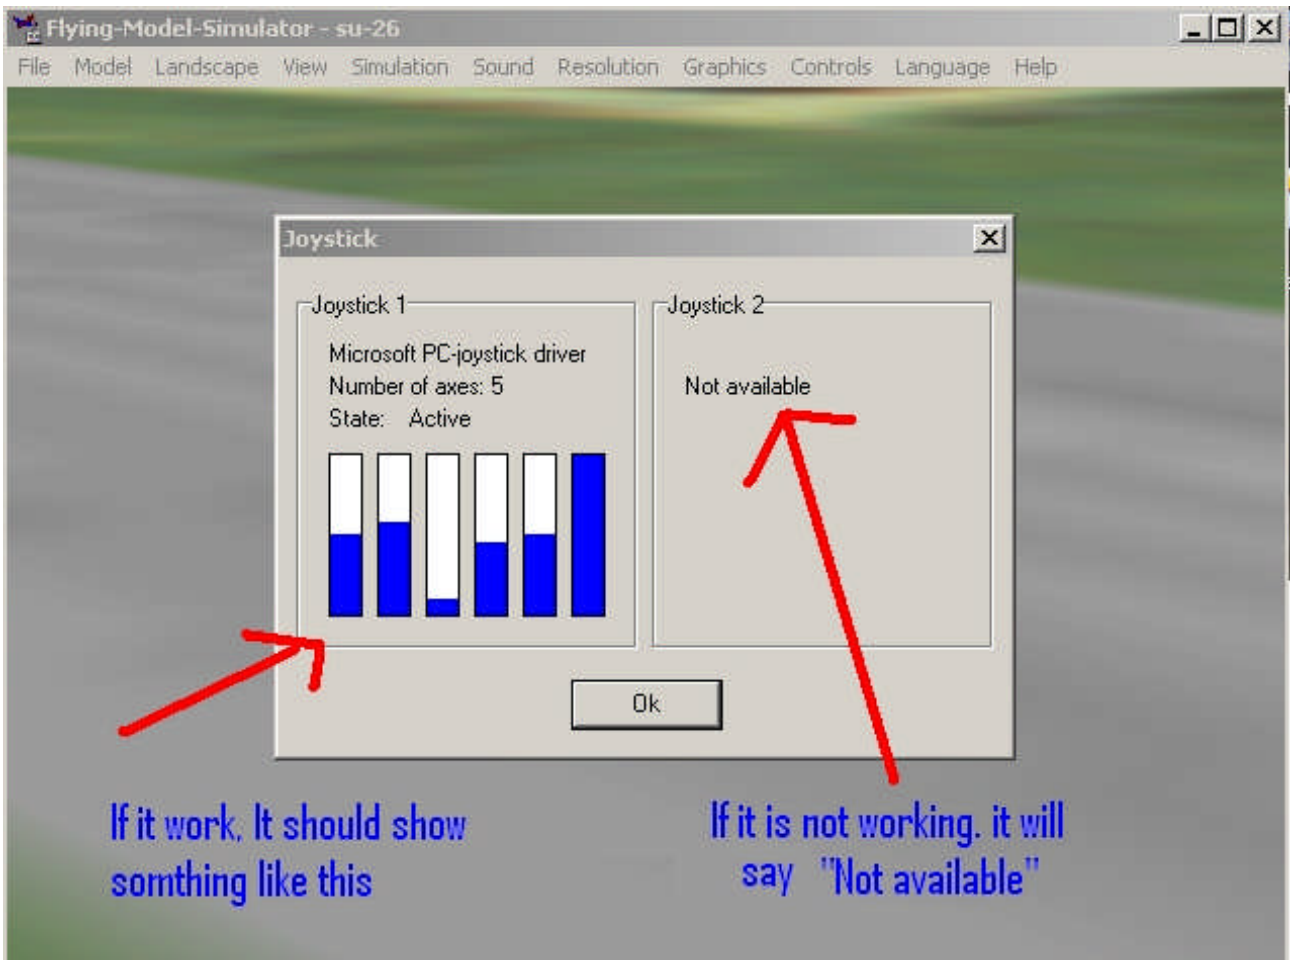 Flying-Model-Simulator - su-26
File Model Landscape View Simulation Sound Resolution Graphics Controls Language Help
Joystick
Joystick 1
Microsoft PC-joystick driver
Number of axes: 5
State: Active
Joystick 2
Not available
Ok
If it work, It should show
somthing like this
If it is not working. it will
say "Not available"